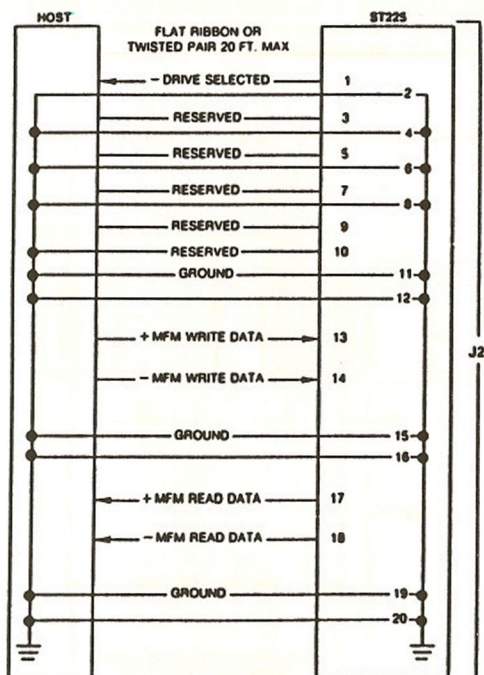 HOST
ST225
FLAT RIBBON OR
TWISTED PAIR 20 FT. MAX
– DRIVE SELECTED 1
2
RESERVED 3
4
RESERVED 5
6
RESERVED 7
8
RESERVED 9
RESERVED 10
GROUND 11
12
+ MFM WRITE DATA 13
J2
– MFM WRITE DATA 14
GROUND 15
16
+ MFM READ DATA 17
– MFM READ DATA 18
GROUND 19
20